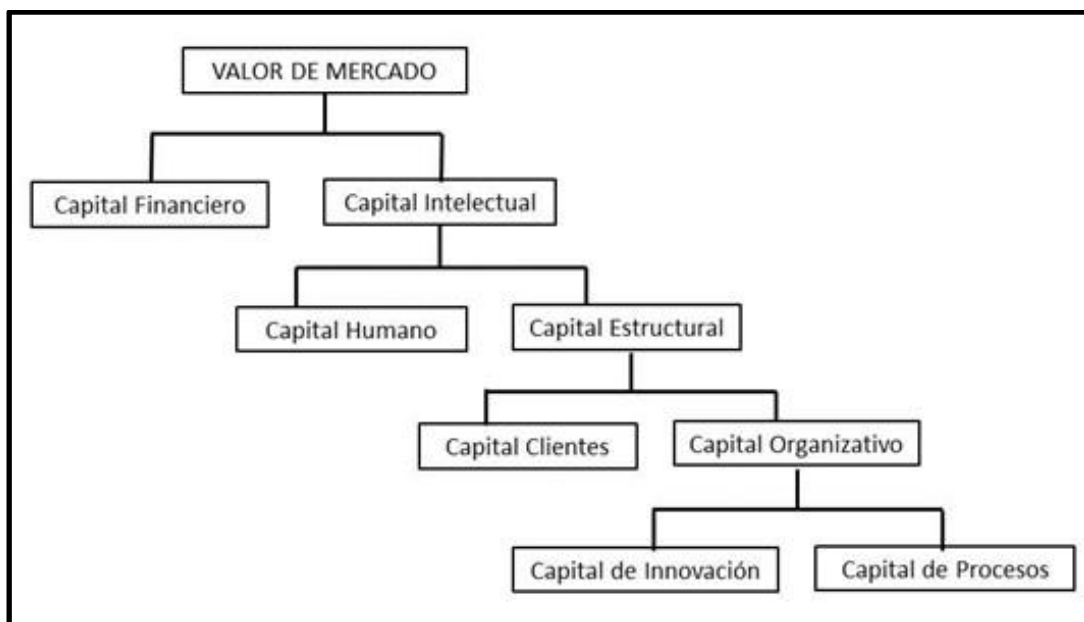 VALOR DE MERCADO
Capital Financiero
Capital Intelectual
Capital Humano
Capital Estructural
Capital Clientes
Capital Organizativo
Capital de Innovación
Capital de Procesos